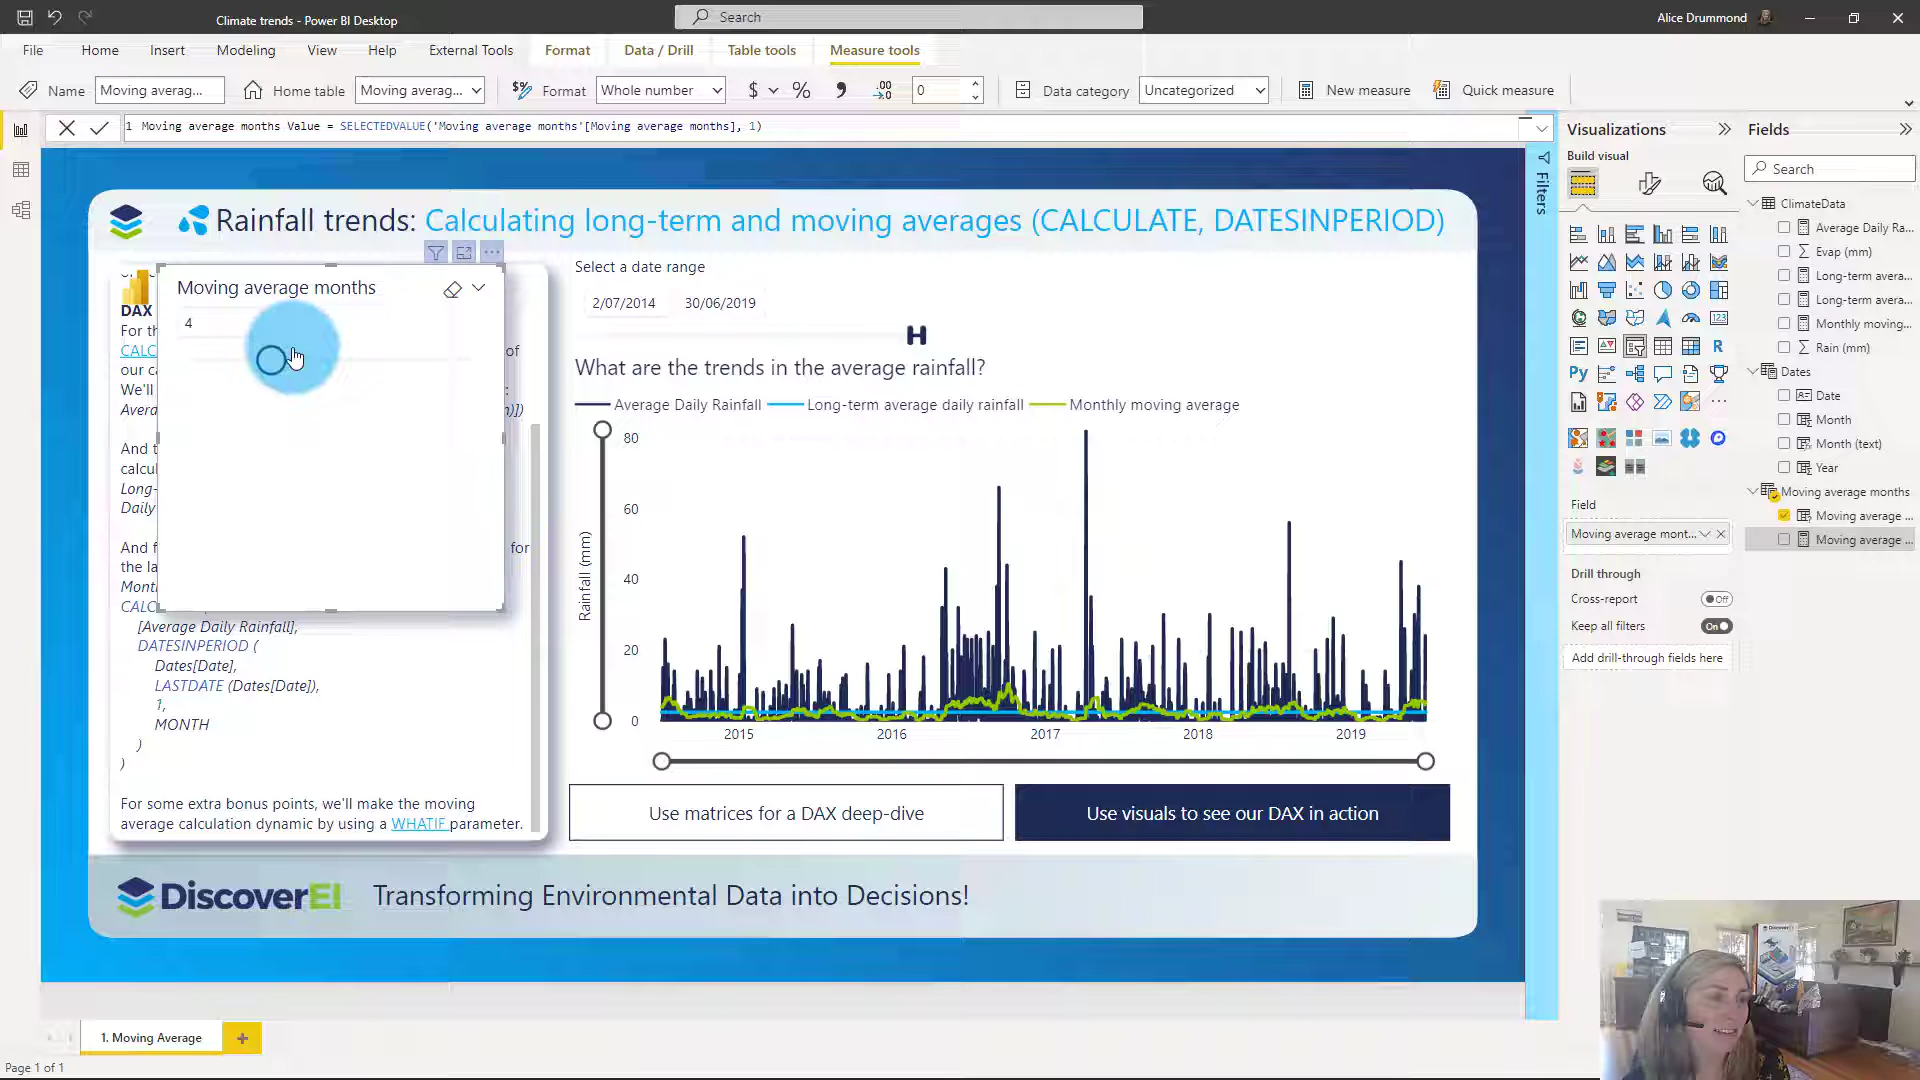 Climate trends - Power BI Desktop
Search
Alice Drummond
File Home Insert Modeling View Help External Tools Format Data / Drill Table tools Measure tools
Name Moving averag... Home table Moving averag... Format Whole number $ % 0 Data category Uncategorized New measure Quick measure
1 Moving average months Value = SELECTEDVALUE('Moving average months'[Moving average months], 1)
Rainfall trends: Calculating long-term and moving averages (CALCULATE, DATESINPERIOD)
Moving average months
4
DAX
For th
CALC
of
our ca
We'll
Avera
)])
And t
calcul
Long-
Daily
And f
for
the la
Mont
CALC
[Average Daily Rainfall],
DATESINPERIOD (
Dates[Date],
LASTDATE (Dates[Date]),
1,
MONTH
)
)
For some extra bonus points, we'll make the moving
average calculation dynamic by using a WHATIF parameter.
Select a date range
2/07/2014 30/06/2019
What are the trends in the average rainfall?
Average Daily Rainfall Long-term average daily rainfall Monthly moving average
Rainfall (mm)
80
60
40
20
0
2015 2016 2017 2018 2019
Use matrices for a DAX deep-dive
Use visuals to see our DAX in action
DiscoverEI Transforming Environmental Data into Decisions!
Filters
Visualizations
Build visual
Field
Moving average mont...
Drill through
Cross-report Off
Keep all filters On
Add drill-through fields here
Fields
Search
ClimateData
Average Daily Ra...
Evap (mm)
Long-term avera...
Long-term avera...
Monthly moving...
Rain (mm)
Dates
Date
Month
Month (text)
Year
Moving average months
Moving average ...
Moving average ...
1. Moving Average
Page 1 of 1